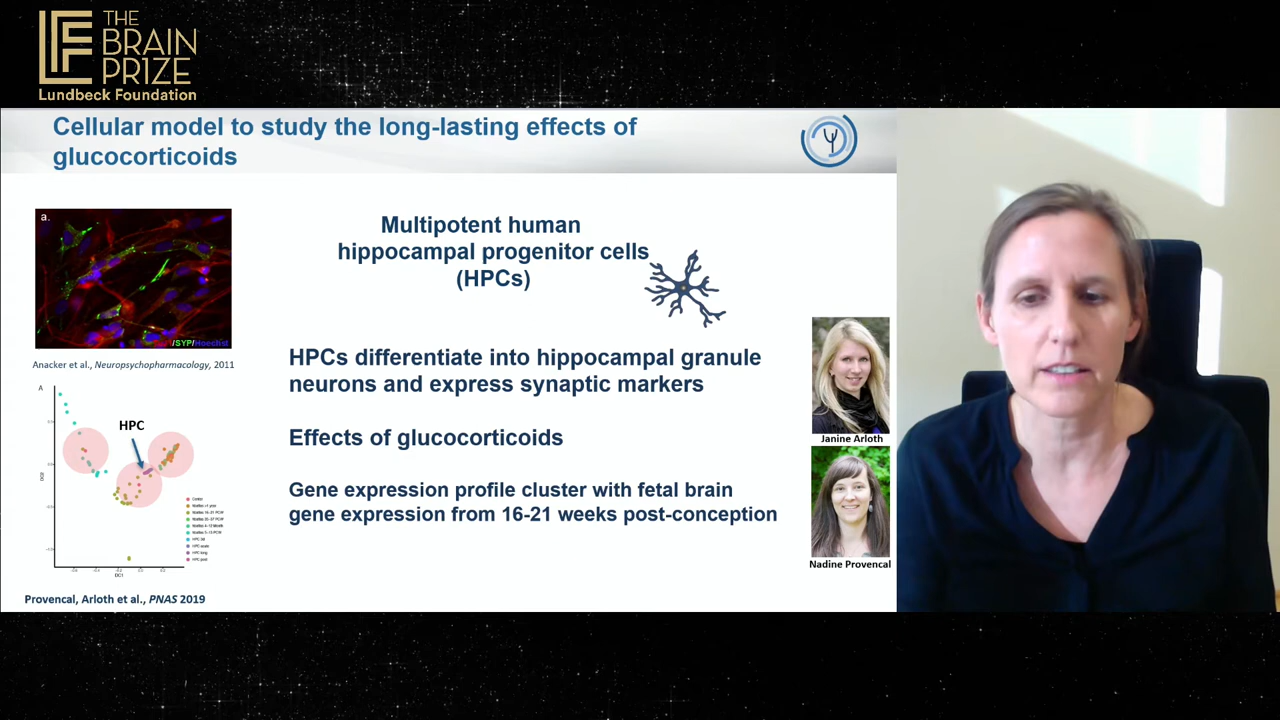 THE
BRAIN
PRIZE
Lundbeck Foundation
Cellular model to study the long-lasting effects of
glucocorticoids
a.
/SYP/Hoechst
Anacker et al., Neuropsychopharmacology, 2011
Multipotent human
hippocampal progenitor cells
(HPCs)
HPCs differentiate into hippocampal granule
neurons and express synaptic markers
Effects of glucocorticoids
Gene expression profile cluster with fetal brain
gene expression from 16-21 weeks post-conception
A
HPC
DC1
Provencal, Arloth et al., PNAS 2019
Janine Arloth
Nadine Provencal